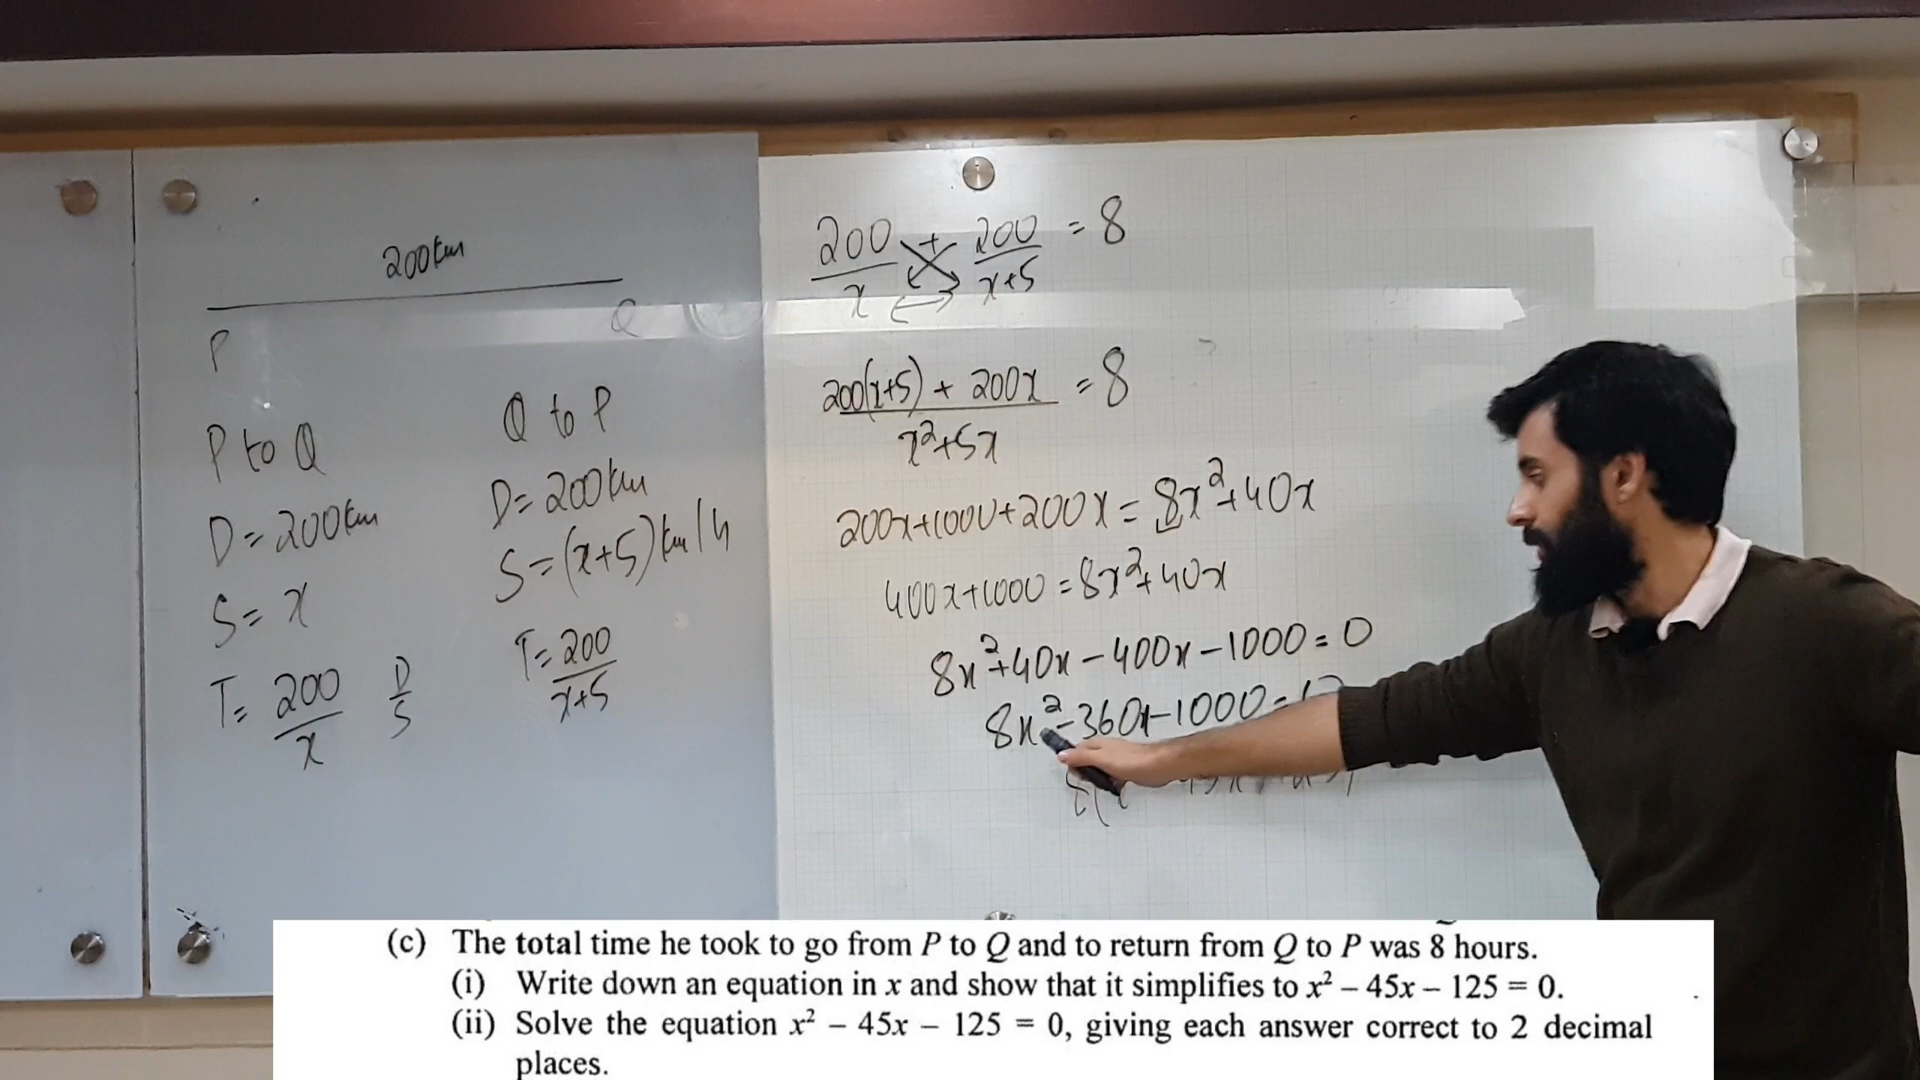 200km
P
Q
P to Q
D=200km
S= x
T= 200/x D/S
Q to P
D=200km
S=(x+5)km/h
T=200/x+5
200/x + 200/x+5 = 8
200(x+5) + 200x / x²+5x = 8
200x+1000+200x = 8x²+40x
400x+1000 = 8x²+40x
8x²+40x-400x-1000=0
8x²-360x-1000=
(c) The total time he took to go from P to Q and to return from Q to P was 8 hours.
(i) Write down an equation in x and show that it simplifies to x² – 45x – 125 = 0.
(ii) Solve the equation x² – 45x – 125 = 0, giving each answer correct to 2 decimal
places.